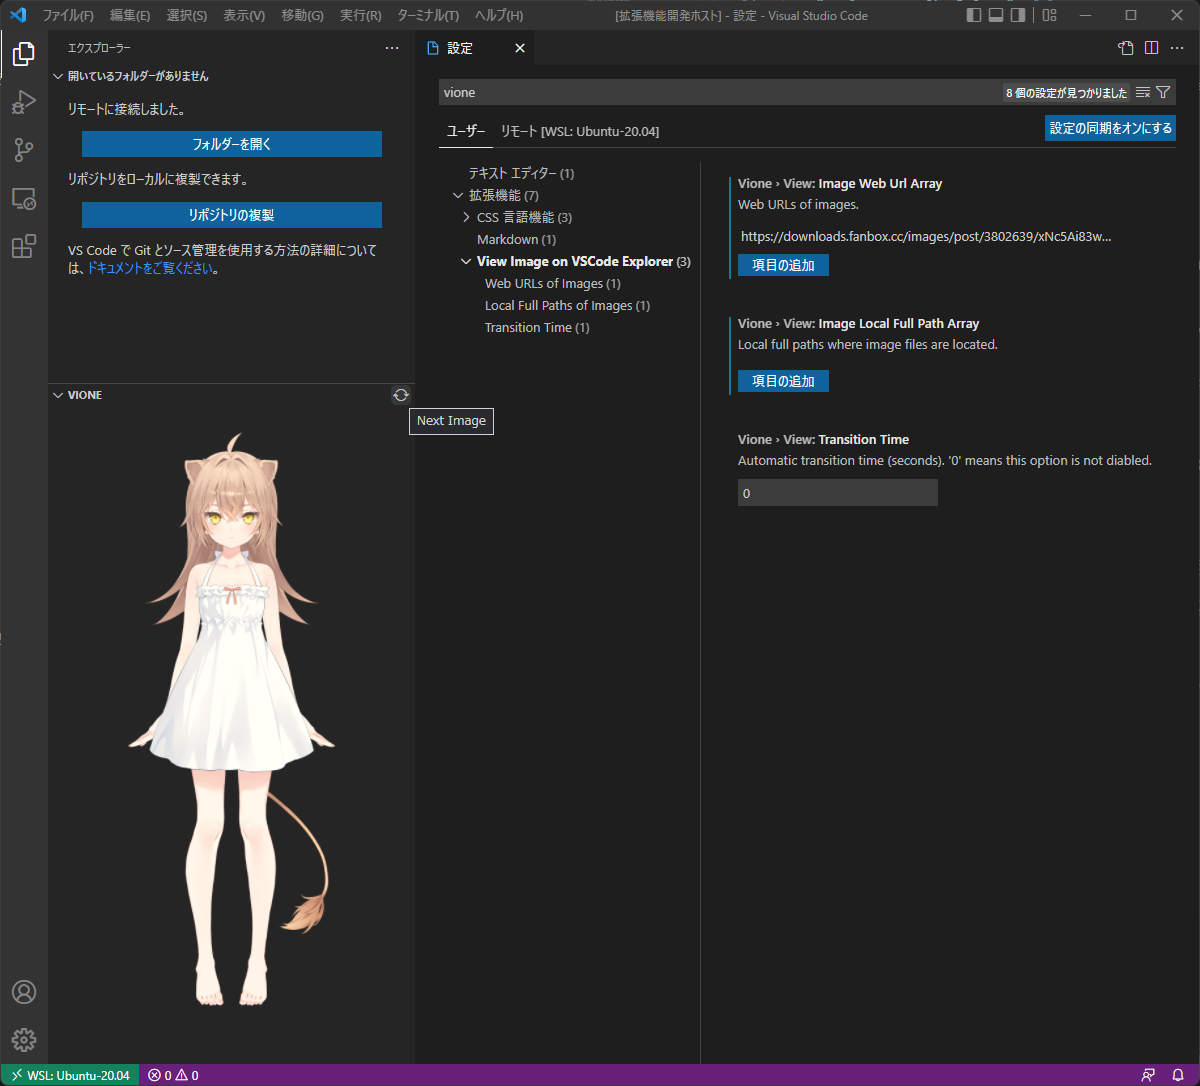 ファイル(F) 編集(E) 選択(S) 表示(V) 移動(G) 実行(R) ターミナル(T) ヘルプ(H) [拡張機能開発ホスト] - 設定 - Visual Studio Code
エクスプローラー
開いているフォルダーがありません
リモートに接続しました。
フォルダーを開く
リポジトリをローカルに複製できます。
リポジトリの複製
VS Code で Git とソース管理を使用する方法の詳細について
は、ドキュメントをご覧ください。
VIONE
Next Image
設定
vione
8 個の設定が見つかりました
ユーザー リモート [WSL: Ubuntu-20.04]
設定の同期をオンにする
テキスト エディター (1)
拡張機能 (7)
CSS 言語機能 (3)
Markdown (1)
View Image on VSCode Explorer (3)
Web URLs of Images (1)
Local Full Paths of Images (1)
Transition Time (1)
Vione › View: Image Web Url Array
Web URLs of images.
https://downloads.fanbox.cc/images/post/3802639/xNc5Ai83w...
項目の追加
Vione › View: Image Local Full Path Array
Local full paths where image files are located.
項目の追加
Vione › View: Transition Time
Automatic transition time (seconds). '0' means this option is not diabled.
0
WSL: Ubuntu-20.04 0 0